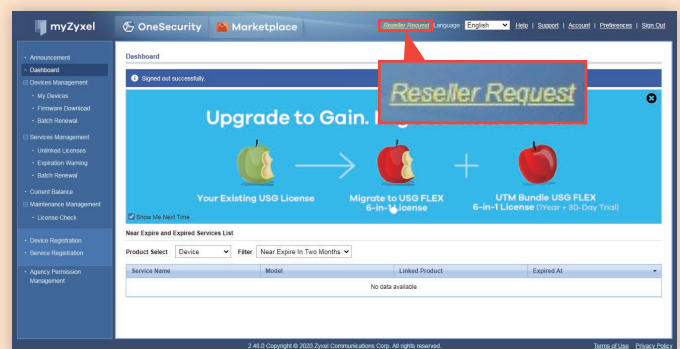 myZyxel
OneSecurity
Marketplace
Reseller Request Language English Help | Support | Account | Preferences | Sign Out
Announcement
Dashboard
Devices Management
My Devices
Firmware Download
Batch Renewal
Services Management
Unlinked Licenses
Expiration Warning
Batch Renewal
Current Balance
Maintenance Management
License Check
Device Registration
Service Registration
Agency Permission
Management
Dashboard
Signed out successfully.
Reseller Request
Upgrade to Gain.
Your Existing USG License
Migrate to USG FLEX
6-in-1 License
UTM Bundle USG FLEX
6-in-1 License (1Year + 30-Day Trial)
Show Me Next Time
Near Expire and Expired Services List
Product Select Device Filter Near Expire In Two Months
Service Name Model Linked Product Expired At
No data available
2.46.0 Copyright © 2020 Zyxel Communications Corp. All rights reserved.
Terms of Use Privacy Policy